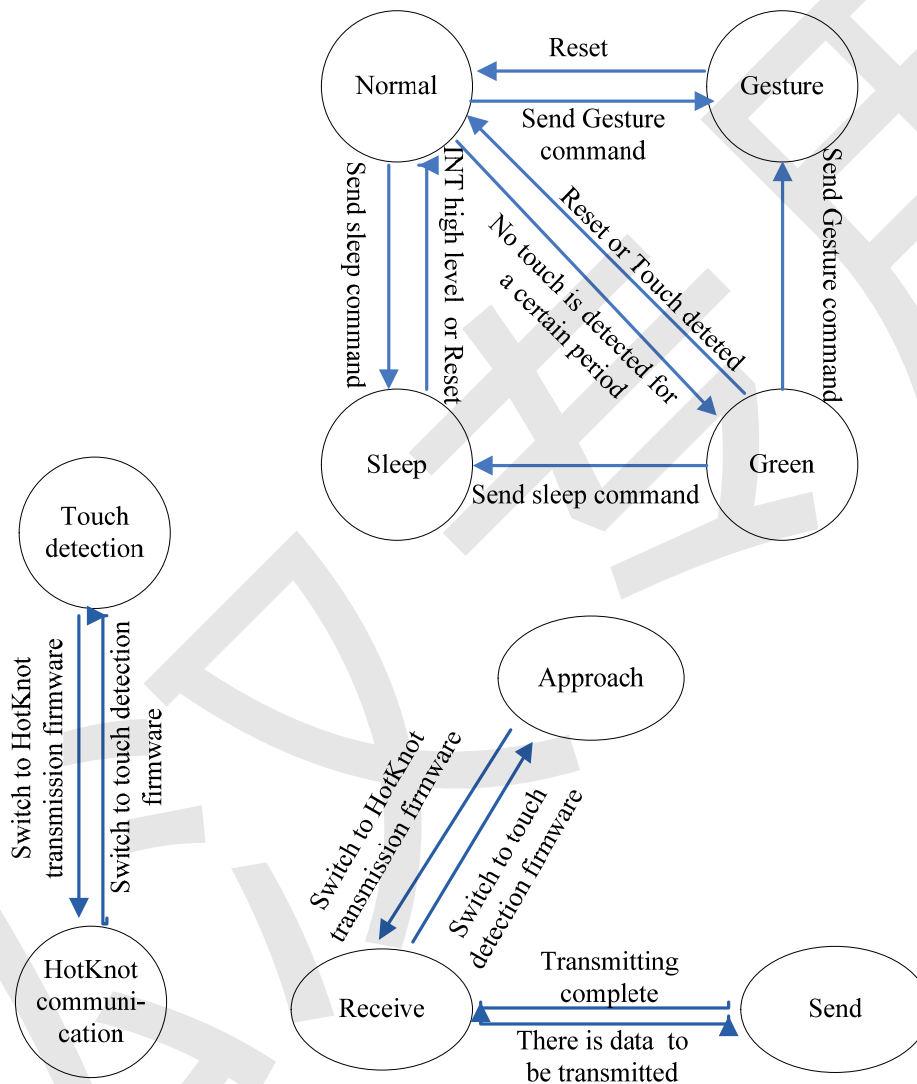 Reset
Normal
Gesture
Send Gesture
command
Send sleep command
INT high level  or Reset
Reset or Touch deteted
No touch is detected for
a certain period
Send Gesture command
Sleep
Green
Send sleep command
Touch
detection
Switch to HotKnot
transmission firmware
Switch to touch detection
firmware
HotKnot
communi-
cation
Approach
Switch to HotKnot
transmission firmware
Switch to touch
detection firmware
Receive
Transmitting
complete
Send
There is data  to
be transmitted